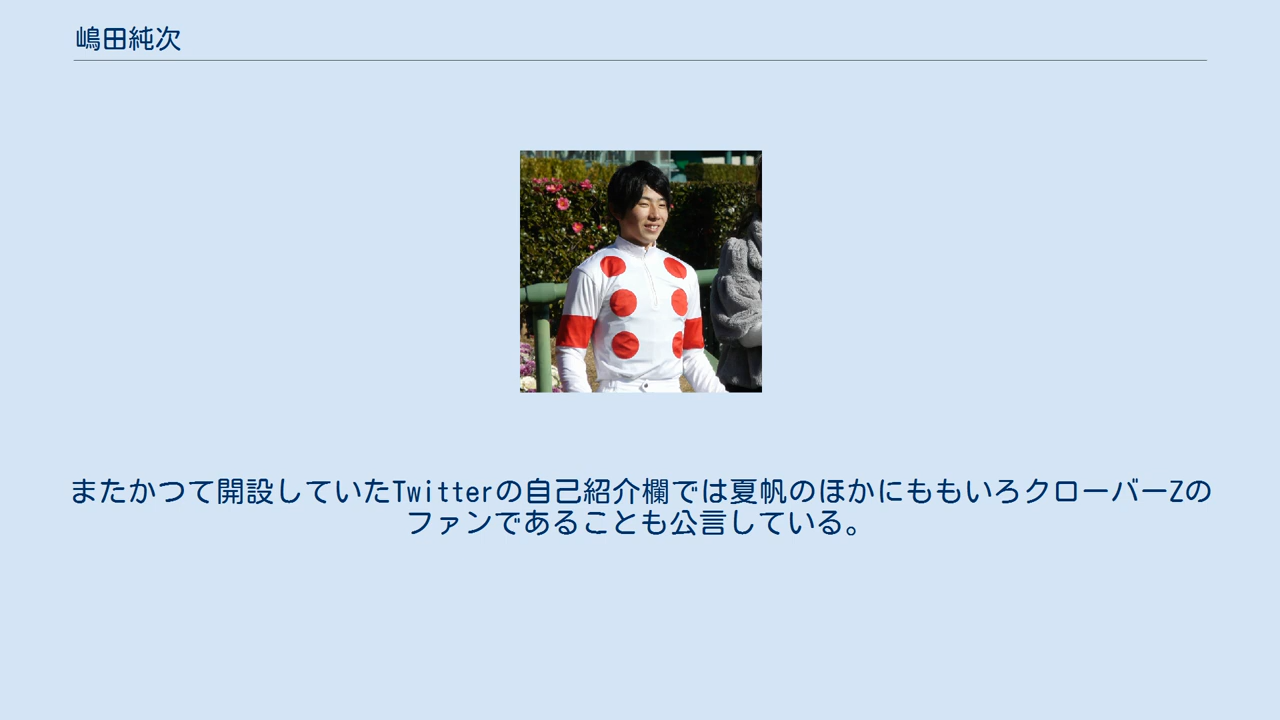 嶋田純次
またかつて開設していたTwitterの自己紹介欄では夏帆のほかにももいろクローバーZの
ファンであることも公言している。